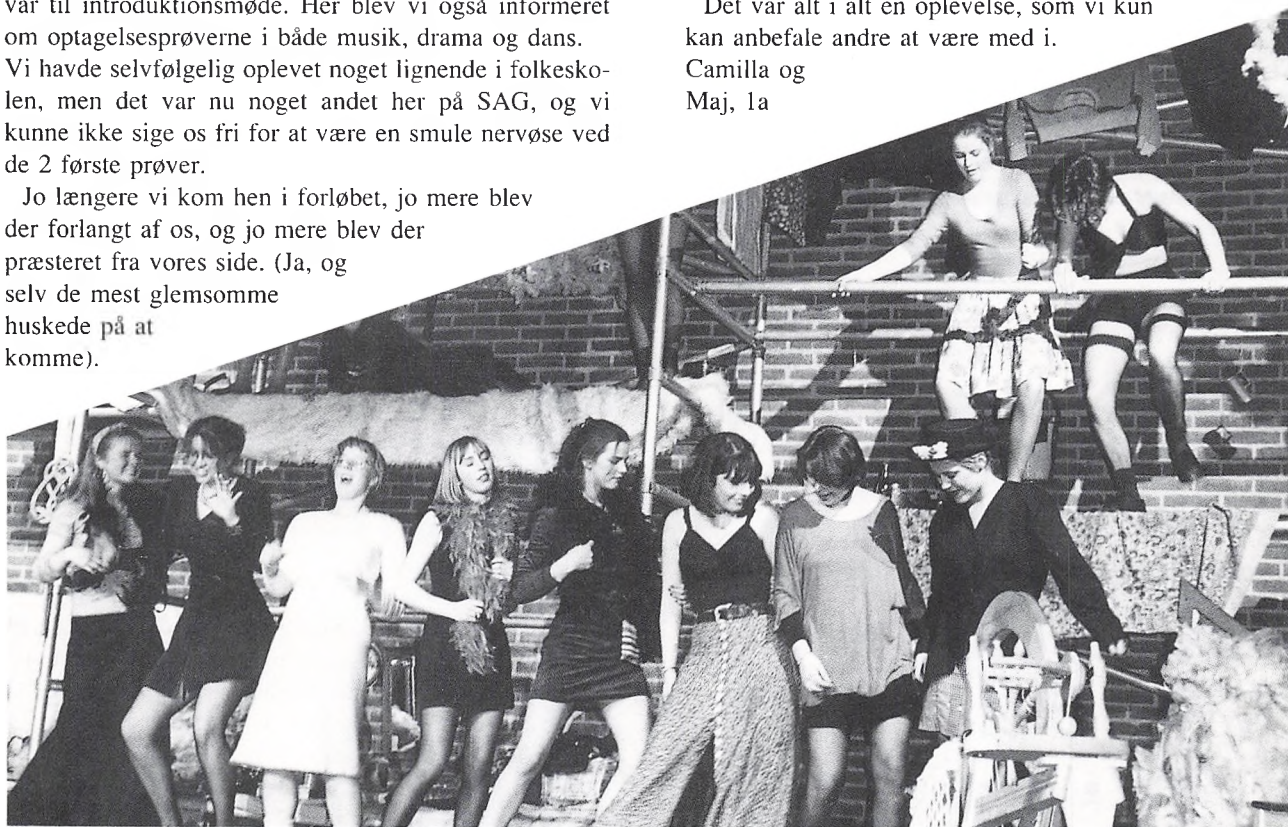 var til introduktionsmøde. Her blev vi også informeret
om optagelsesprøverne i både musik, drama og dans.
Vi havde selvfølgelig oplevet noget lignende i folkesko-
len, men det var nu noget andet her på SAG, og vi
kunne ikke sige os fri for at være en smule nervøse ved
de 2 første prøver.
Jo længere vi kom hen i forløbet, jo mere blev
der forlangt af os, og jo mere blev der
præsteret fra vores side. (Ja, og
selv de mest glemsomme
huskede på at
komme).
Det var alt i alt en oplevelse, som vi kun
kan anbefale andre at være med i.
Camilla og
Maj, 1a